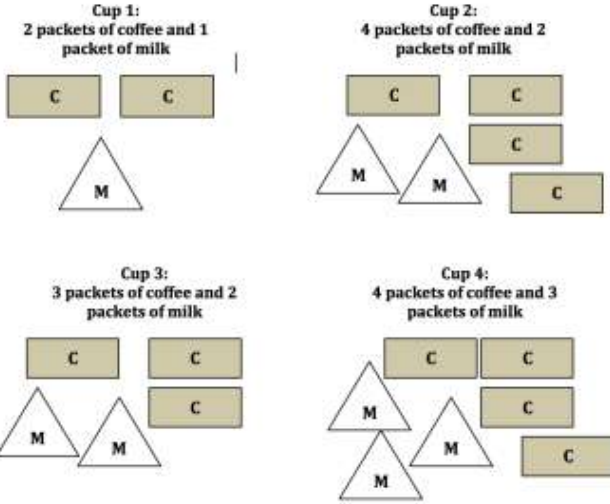 Cup 1:
2 packets of coffee and 1
packet of milk
C C
M
Cup 2:
4 packets of coffee and 2
packets of milk
C C
C
M M
C
Cup 3:
3 packets of coffee and 2
packets of milk
C C
C
M M
Cup 4:
4 packets of coffee and 3
packets of milk
C C
M C
M
C
M